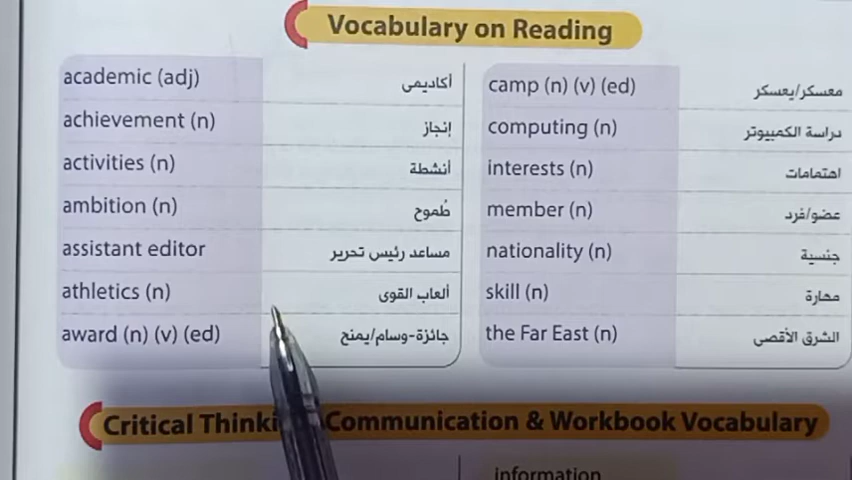 Vocabulary on Reading
academic (adj) أكاديمى
achievement (n) إنجاز
activities (n) أنشطة
ambition (n) طُموح
assistant editor مساعد رئيس تحرير
athletics (n) ألعاب القوى
award (n) (v) (ed) جائزة-وسام/يمنح
camp (n) (v) (ed) معسكر/يعسكر
computing (n) دراسة الكمبيوتر
interests (n) اهتمامات
member (n) عضو/فرد
nationality (n) جنسية
skill (n) مهارة
the Far East (n) الشرق الأقصى
Critical Thinki Communication & Workbook Vocabulary
information